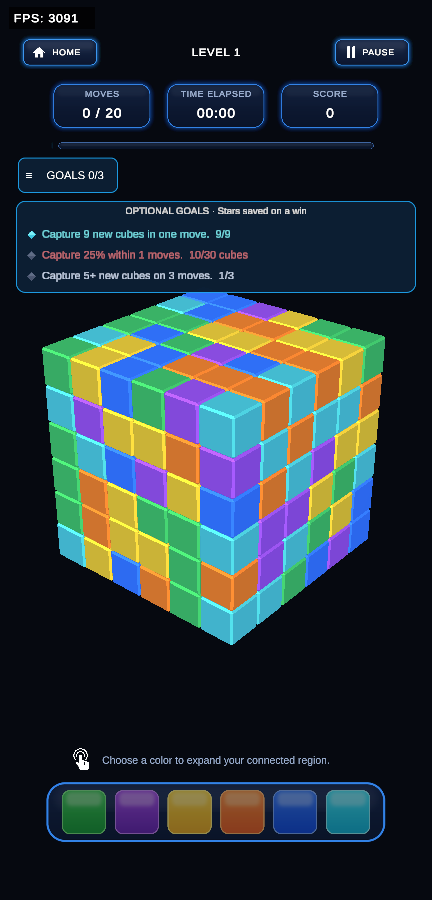 FPS: 3091
HOME
LEVEL 1
PAUSE
MOVES
0 / 20
TIME ELAPSED
00:00
SCORE
0
≡ GOALS 0/3
OPTIONAL GOALS · Stars saved on a win
Capture 9 new cubes in one move. 9/9
Capture 25% within 1 moves. 10/30 cubes
Capture 5+ new cubes on 3 moves. 1/3
Choose a color to expand your connected region.